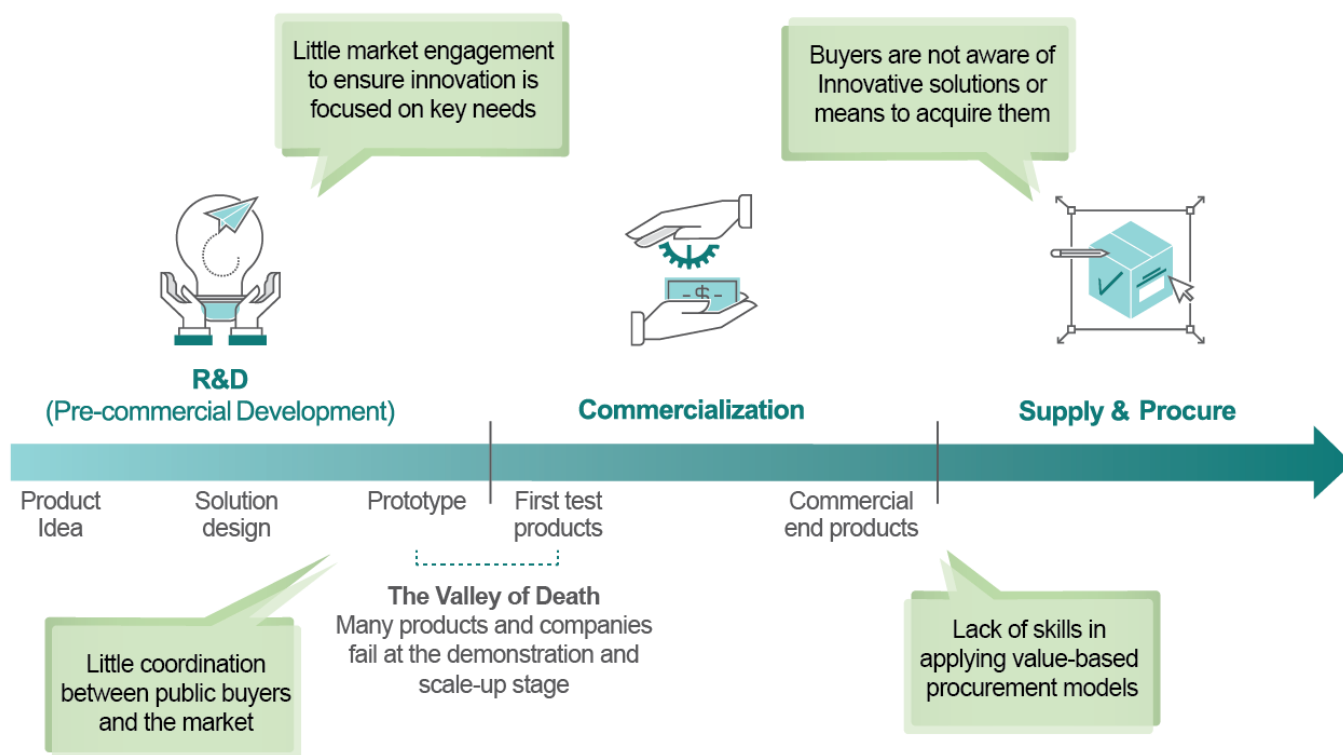 Little market engagement
to ensure innovation is
focused on key needs
Buyers are not aware of
Innovative solutions or
means to acquire them
-$-
R&D
(Pre-commercial Development)
Commercialization
Supply & Procure
Product
Idea
Solution
design
Prototype
First test
products
Commercial
end products
The Valley of Death
Many products and companies
fail at the demonstration and
scale-up stage
Little coordination
between public buyers
and the market
Lack of skills in
applying value-based
procurement models